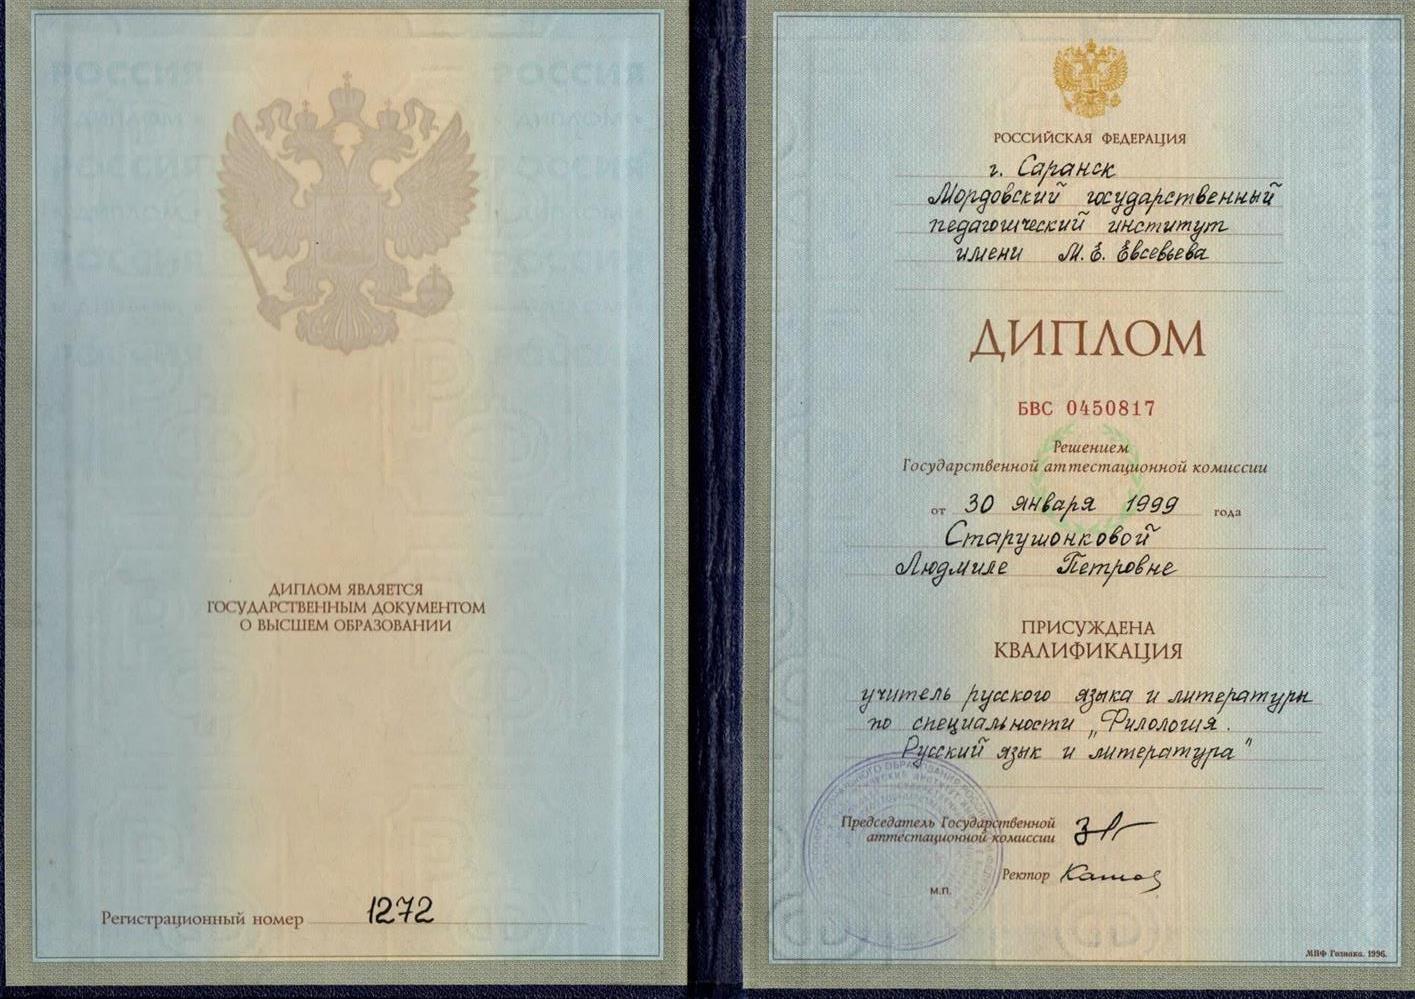 ДИПЛОМ ЯВЛЯЕТСЯ
ГОСУДАРСТВЕННЫМ ДОКУМЕНТОМ
О ВЫСШЕМ ОБРАЗОВАНИИ
Регистрационный номер 1272
РОССИЙСКАЯ ФЕДЕРАЦИЯ
г. Саранск
Мордовский государственный
педагогический институт
имени М.Е. Евсевьева
ДИПЛОМ
БВС 0450817
Решением
Государственной аттестационной комиссии
от 30 января 1999 года
Старушонковой
Людмиле Петровне
ПРИСУЖДЕНА
КВАЛИФИКАЦИЯ
учитель русского языка и литературы
по специальности „Филология.
Русский язык и литература"
Председатель Государственной
аттестационной комиссии
Ректор
м.п.
МПФ Гознака. 1996.